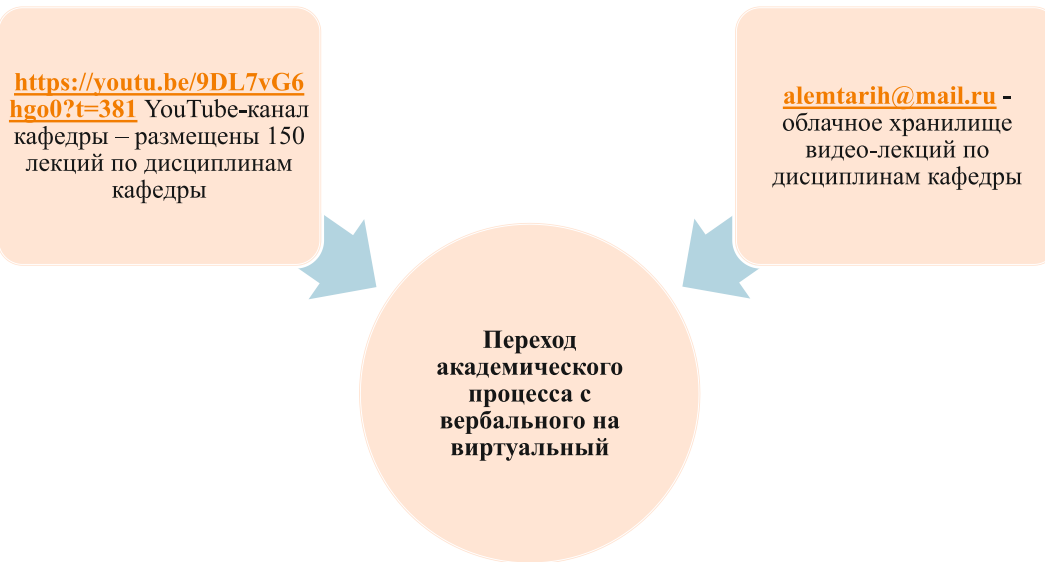 https://youtu.be/9DL7vG6
hgo0?t=381 YouTube-канал
кафедры – размещены 150
лекций по дисциплинам
кафедры
alemtarih@mail.ru -
облачное хранилище
видео-лекций по
дисциплинам кафедры
Переход
академического
процесса с
вербального на
виртуальный